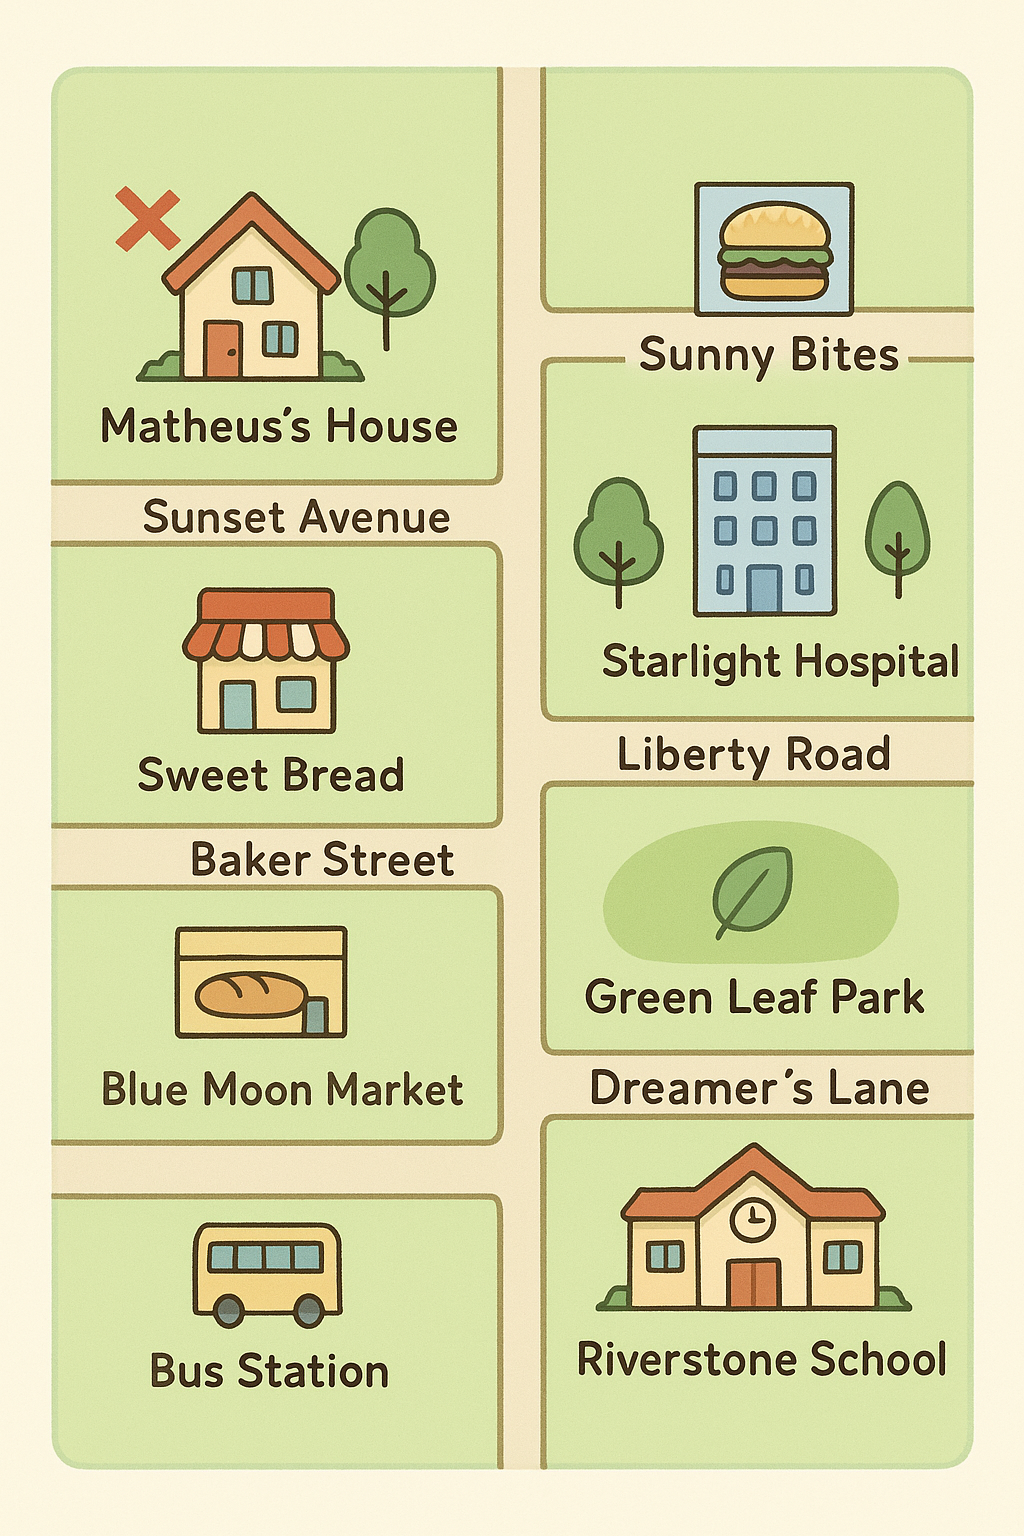 Matheus's House
Sunny Bites
Sunset Avenue
Starlight Hospital
Sweet Bread
Liberty Road
Baker Street
Green Leaf Park
Blue Moon Market
Dreamer's Lane
Bus Station
Riverstone School